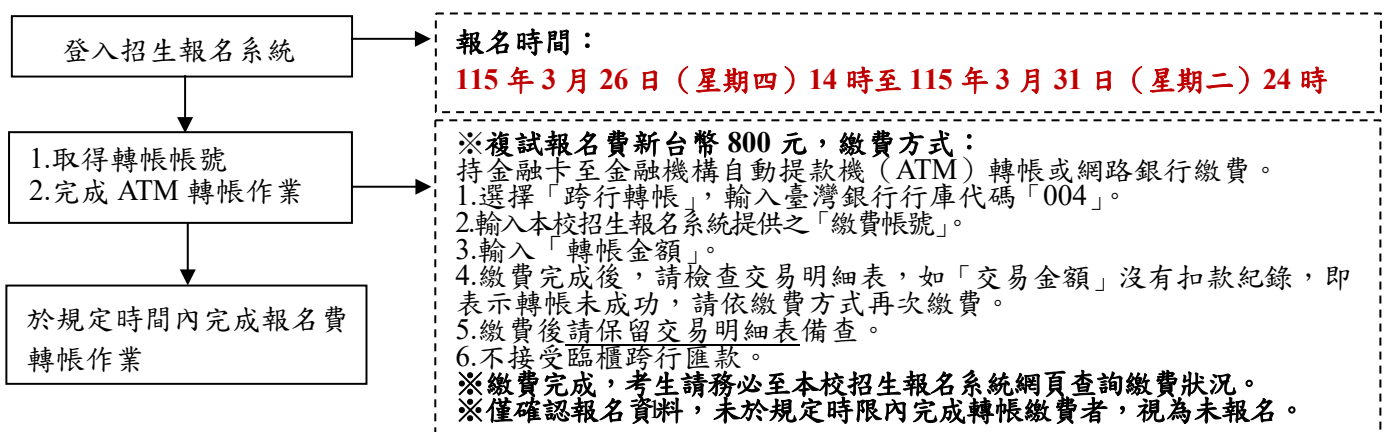 登入招生報名系統
報名時間：
115 年 3 月 26 日（星期四）14 時至 115 年 3 月 31 日（星期二）24 時
1.取得轉帳帳號
2.完成 ATM 轉帳作業
※複試報名費新台幣 800 元，繳費方式：
持金融卡至金融機構自動提款機（ATM）轉帳或網路銀行繳費。
1.選擇「跨行轉帳」，輸入臺灣銀行行庫代碼「004」。
2.輸入本校招生報名系統提供之「繳費帳號」。
3.輸入「轉帳金額」。
4.繳費完成後，請檢查交易明細表，如「交易金額」沒有扣款紀錄，即
表示轉帳未成功，請依繳費方式再次繳費。
5.繳費後請保留交易明細表備查。
6.不接受臨櫃跨行匯款。
※繳費完成，考生請務必至本校招生報名系統網頁查詢繳費狀況。
※僅確認報名資料，未於規定時限內完成轉帳繳費者，視為未報名。
於規定時間內完成報名費
轉帳作業